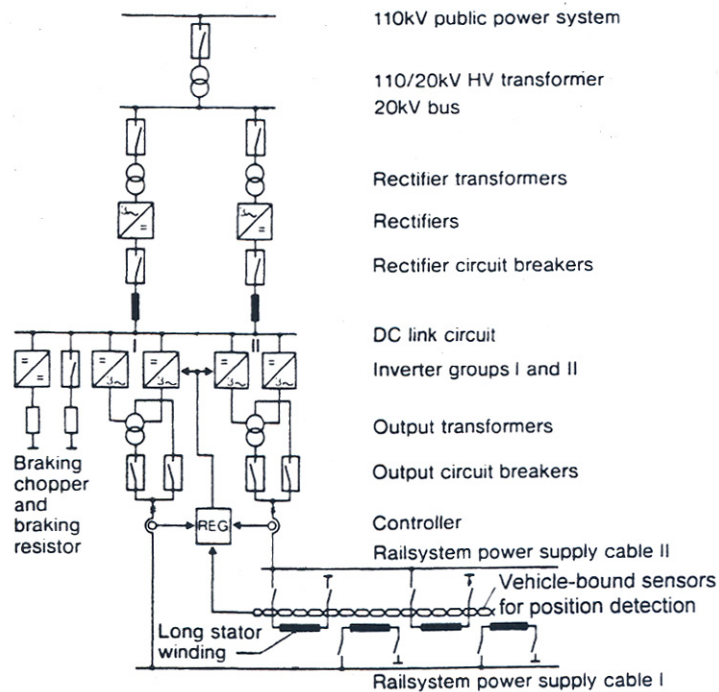 110kV public power system
110/20kV HV transformer
20kV bus
Rectifier transformers
Rectifiers
Rectifier circuit breakers
DC link circuit
I
II
Inverter groups I and II
Output transformers
Output circuit breakers
Braking
chopper
and
braking
resistor
REG
Controller
Railsystem power supply cable II
Vehicle-bound sensors
for position detection
Long stator
winding
Railsystem power supply cable I